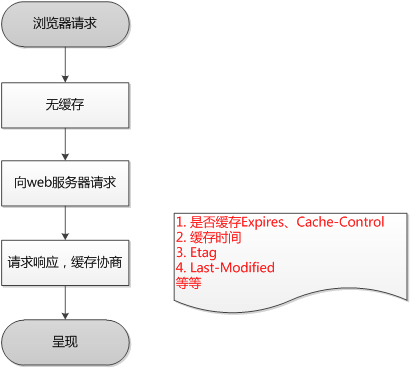 浏览器请求
无缓存
向web服务器请求
请求响应，缓存协商
呈现
1. 是否缓存Expires、Cache-Control
2. 缓存时间
3. Etag
4. Last-Modified
等等